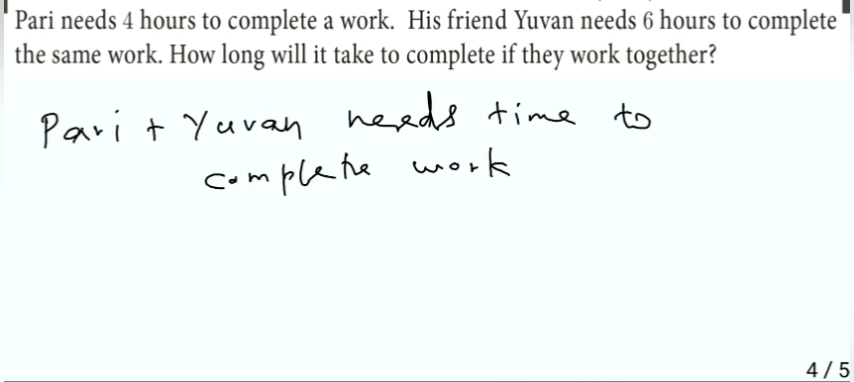 Pari needs 4 hours to complete a work. His friend Yuvan needs 6 hours to complete
the same work. How long will it take to complete if they work together?
Pari + Yuvan needs time to
complete work
4 / 5